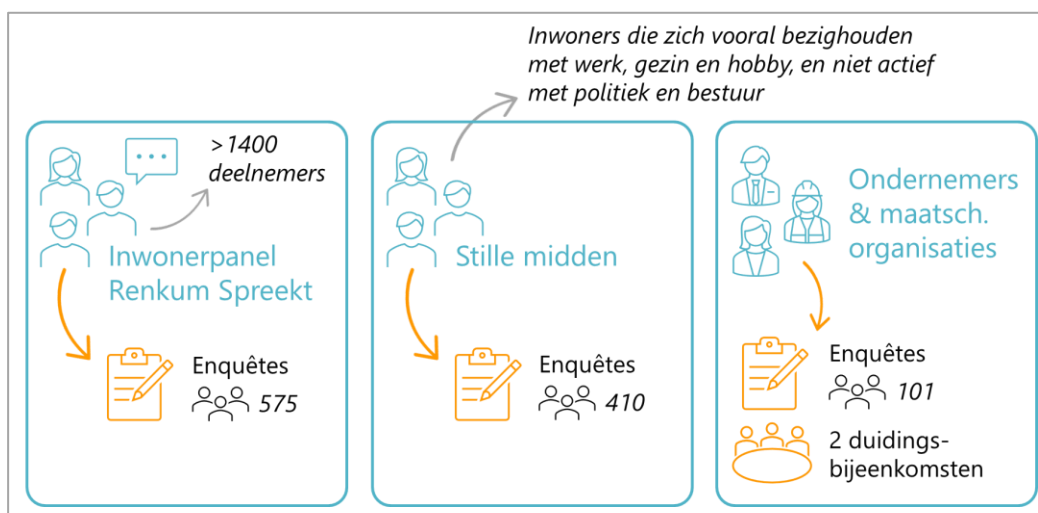 Inwoners die zich vooral bezighouden
met werk, gezin en hobby, en niet actief
met politiek en bestuur
>1400
deelnemers
Inwonerpanel
Renkum Spreekt
Enquêtes
575
Stille midden
Enquêtes
410
Ondernemers
& maatsch.
organisaties
Enquêtes
101
2 duidings-
bijeenkomsten